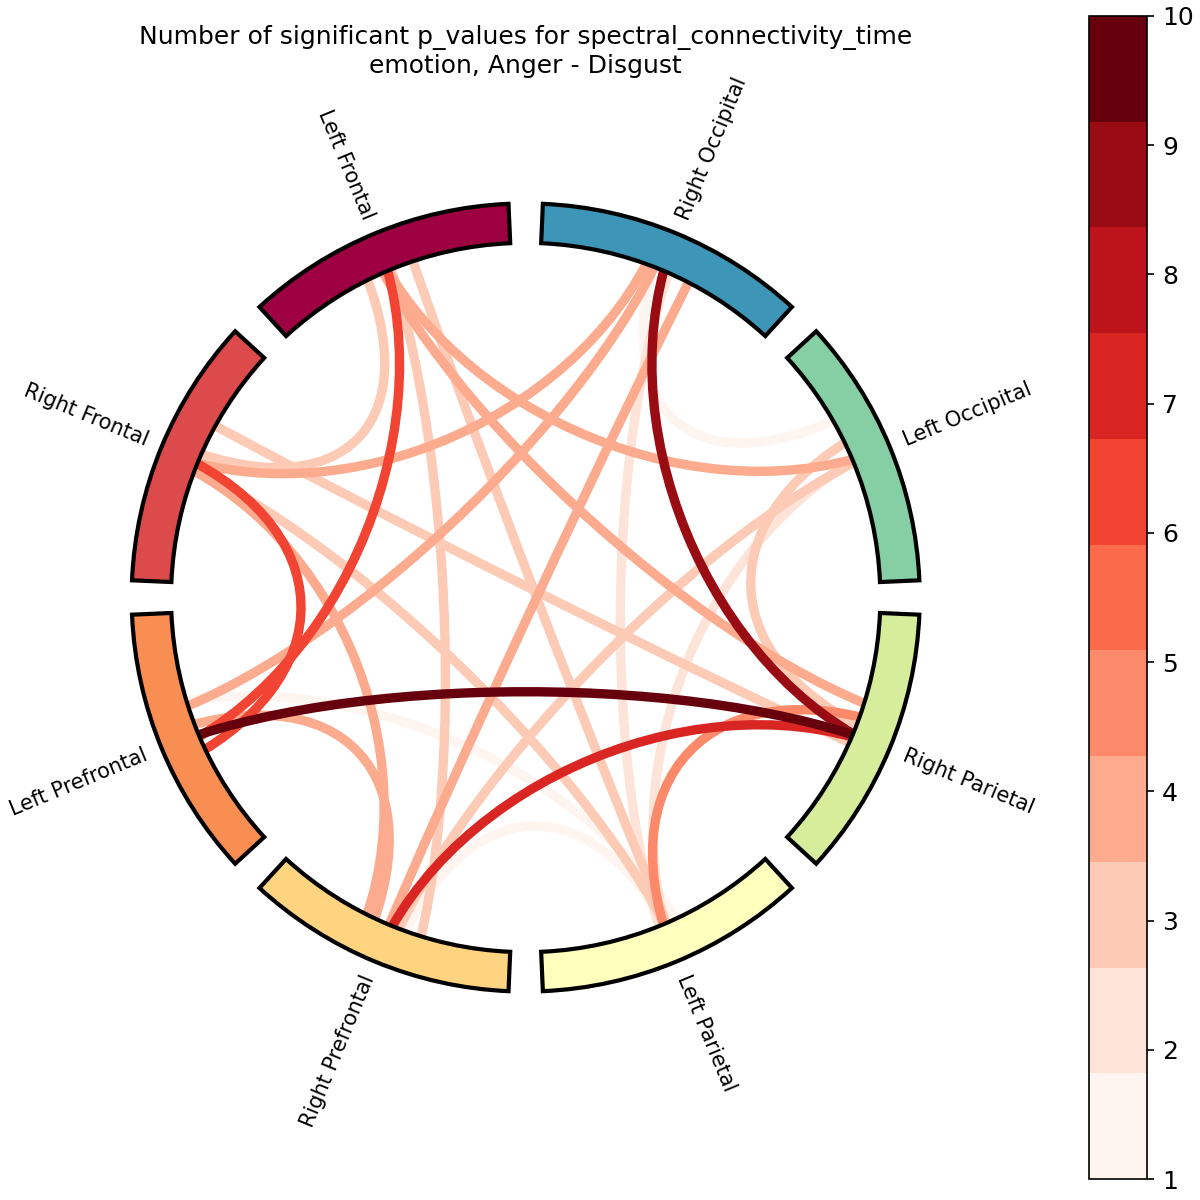 Number of significant p_values for spectral_connectivity_time
emotion, Anger - Disgust
Left Frontal
Right Occipital
Right Frontal
Left Occipital
Left Prefrontal
Right Parietal
Right Prefrontal
Left Parietal
10
9
8
7
6
5
4
3
2
1